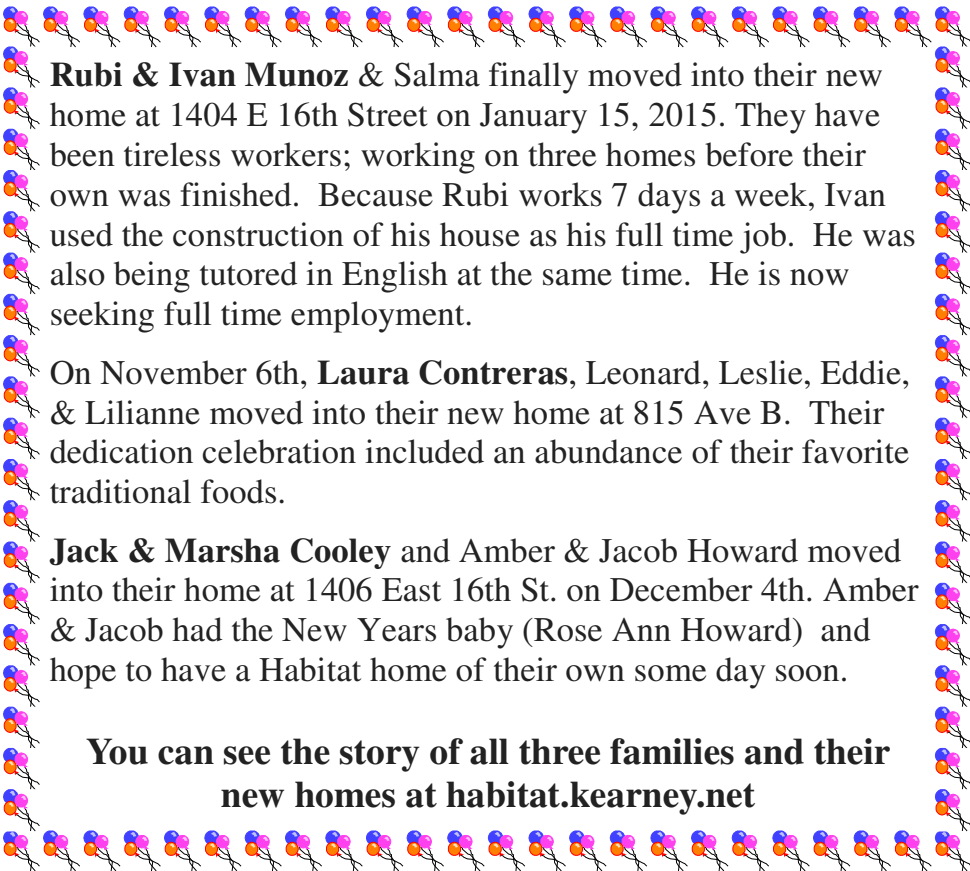 Rubi & Ivan Munoz & Salma finally moved into their new
home at 1404 E 16th Street on January 15, 2015. They have
been tireless workers; working on three homes before their
own was finished.  Because Rubi works 7 days a week, Ivan
used the construction of his house as his full time job.  He was
also being tutored in English at the same time.  He is now
seeking full time employment.
On November 6th, Laura Contreras, Leonard, Leslie, Eddie,
& Lilianne moved into their new home at 815 Ave B.  Their
dedication celebration included an abundance of their favorite
traditional foods.
Jack & Marsha Cooley and Amber & Jacob Howard moved
into their home at 1406 East 16th St. on December 4th. Amber
& Jacob had the New Years baby (Rose Ann Howard)  and
hope to have a Habitat home of their own some day soon.
You can see the story of all three families and their
new homes at habitat.kearney.net